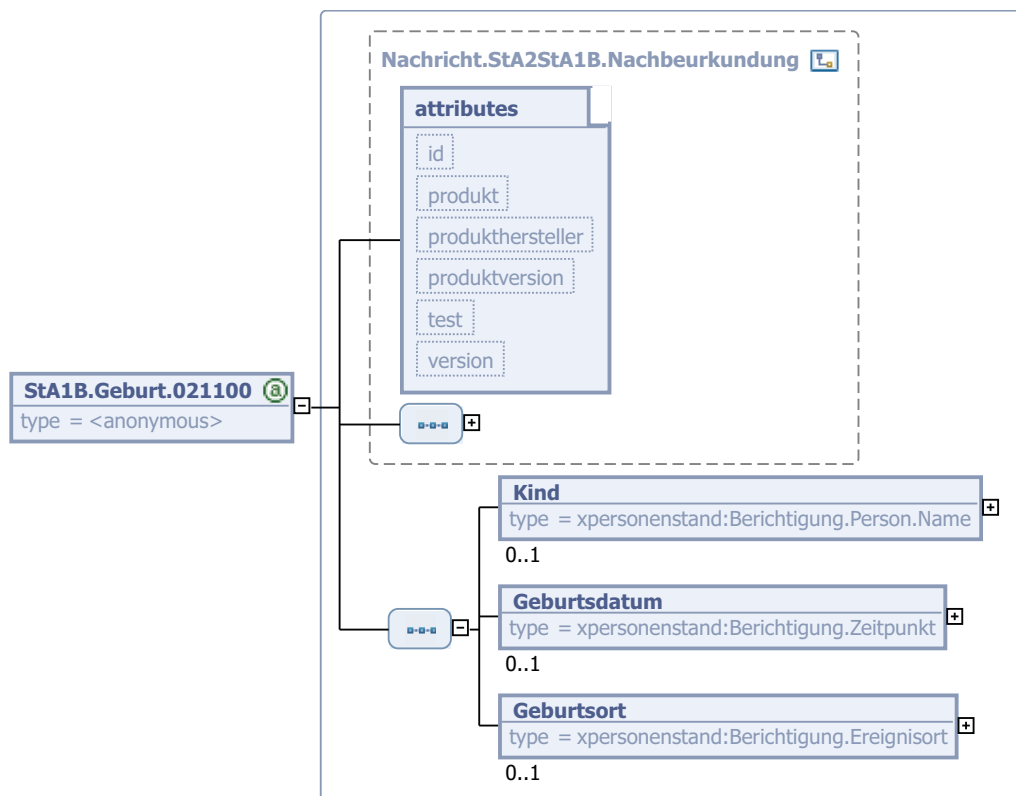 Nachricht.StA2StA1B.Nachbeurkundung
attributes
id
produkt
produkthersteller
produktversion
test
version
StA1B.Geburt.021100 a
type = <anonymous>
Kind
type = xpersonenstand:Berichtigung.Person.Name
0..1
Geburtsdatum
type = xpersonenstand:Berichtigung.Zeitpunkt
0..1
Geburtsort
type = xpersonenstand:Berichtigung.Ereignisort
0..1